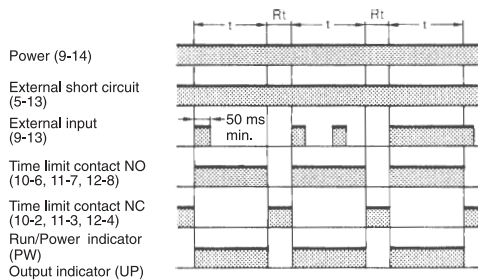 Rt Rt
t t t
Power (9-14)
External short circuit
(5-13)
External input
(9-13)
50 ms
min.
Time limit contact NO
(10-6, 11-7, 12-8)
Time limit contact NC
(10-2, 11-3, 12-4)
Run/Power indicator
(PW)
Output indicator (UP)